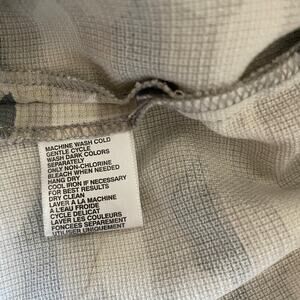 MACHINE WASH COLD
GENTLE CYCLE
WASH DARK COLORS
SEPARATELY
ONLY NON-CHLORINE
BLEACH WHEN NEEDED
HANG DRY
COOL IRON IF NECESSARY
FOR BEST RESULTS
DRY CLEAN
LAVER A LA MACHINE
A L'EAU FROIDE
CYCLE DELICAT
LAVER LES COULEURS
FONCEES SEPAREMENT
UTILISER UNIQUEMENT